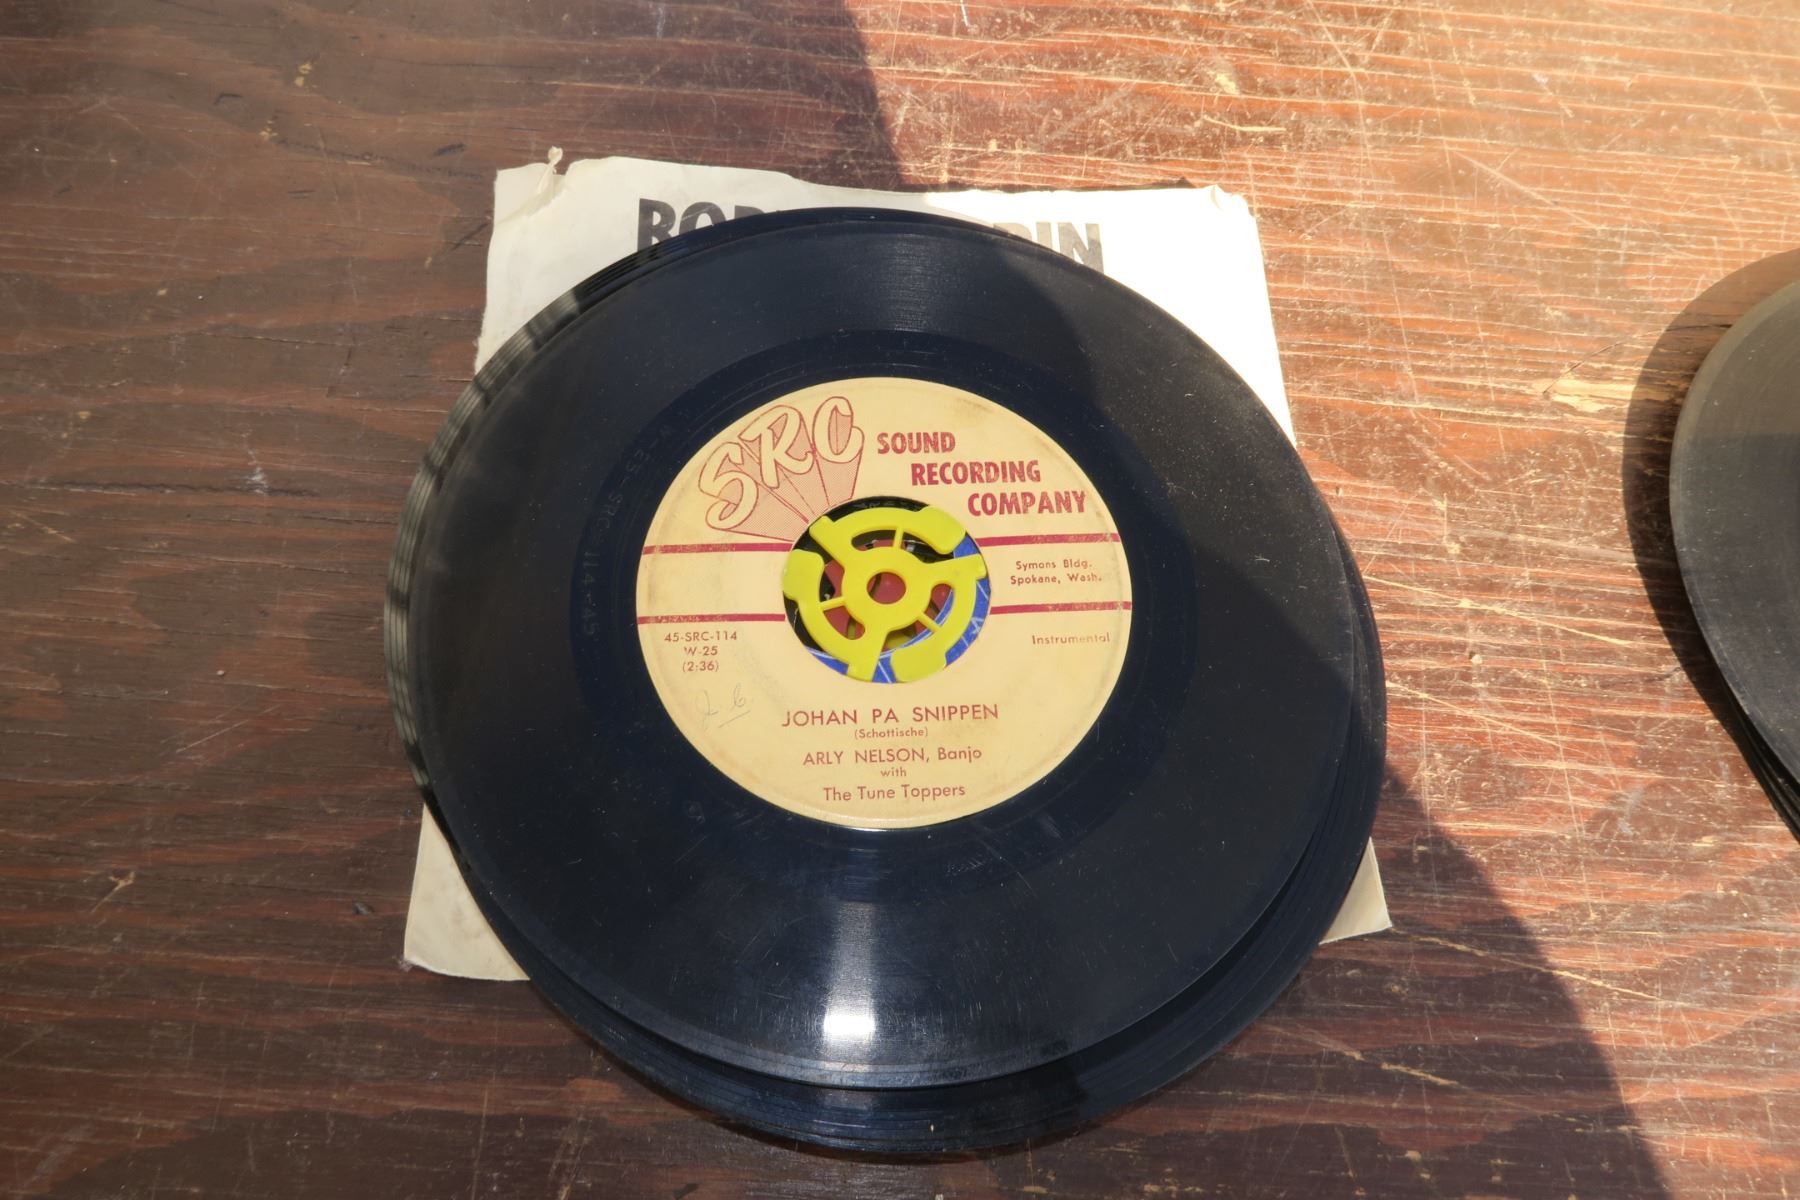 SRC
SOUND
RECORDING
COMPANY
Symons Bldg.
Spokane, Wash.
45-SRC-114
W-25
(2:36)
Instrumental
JOHAN PA SNIPPEN
(Schottische)
ARLY NELSON, Banjo
with
The Tune Toppers